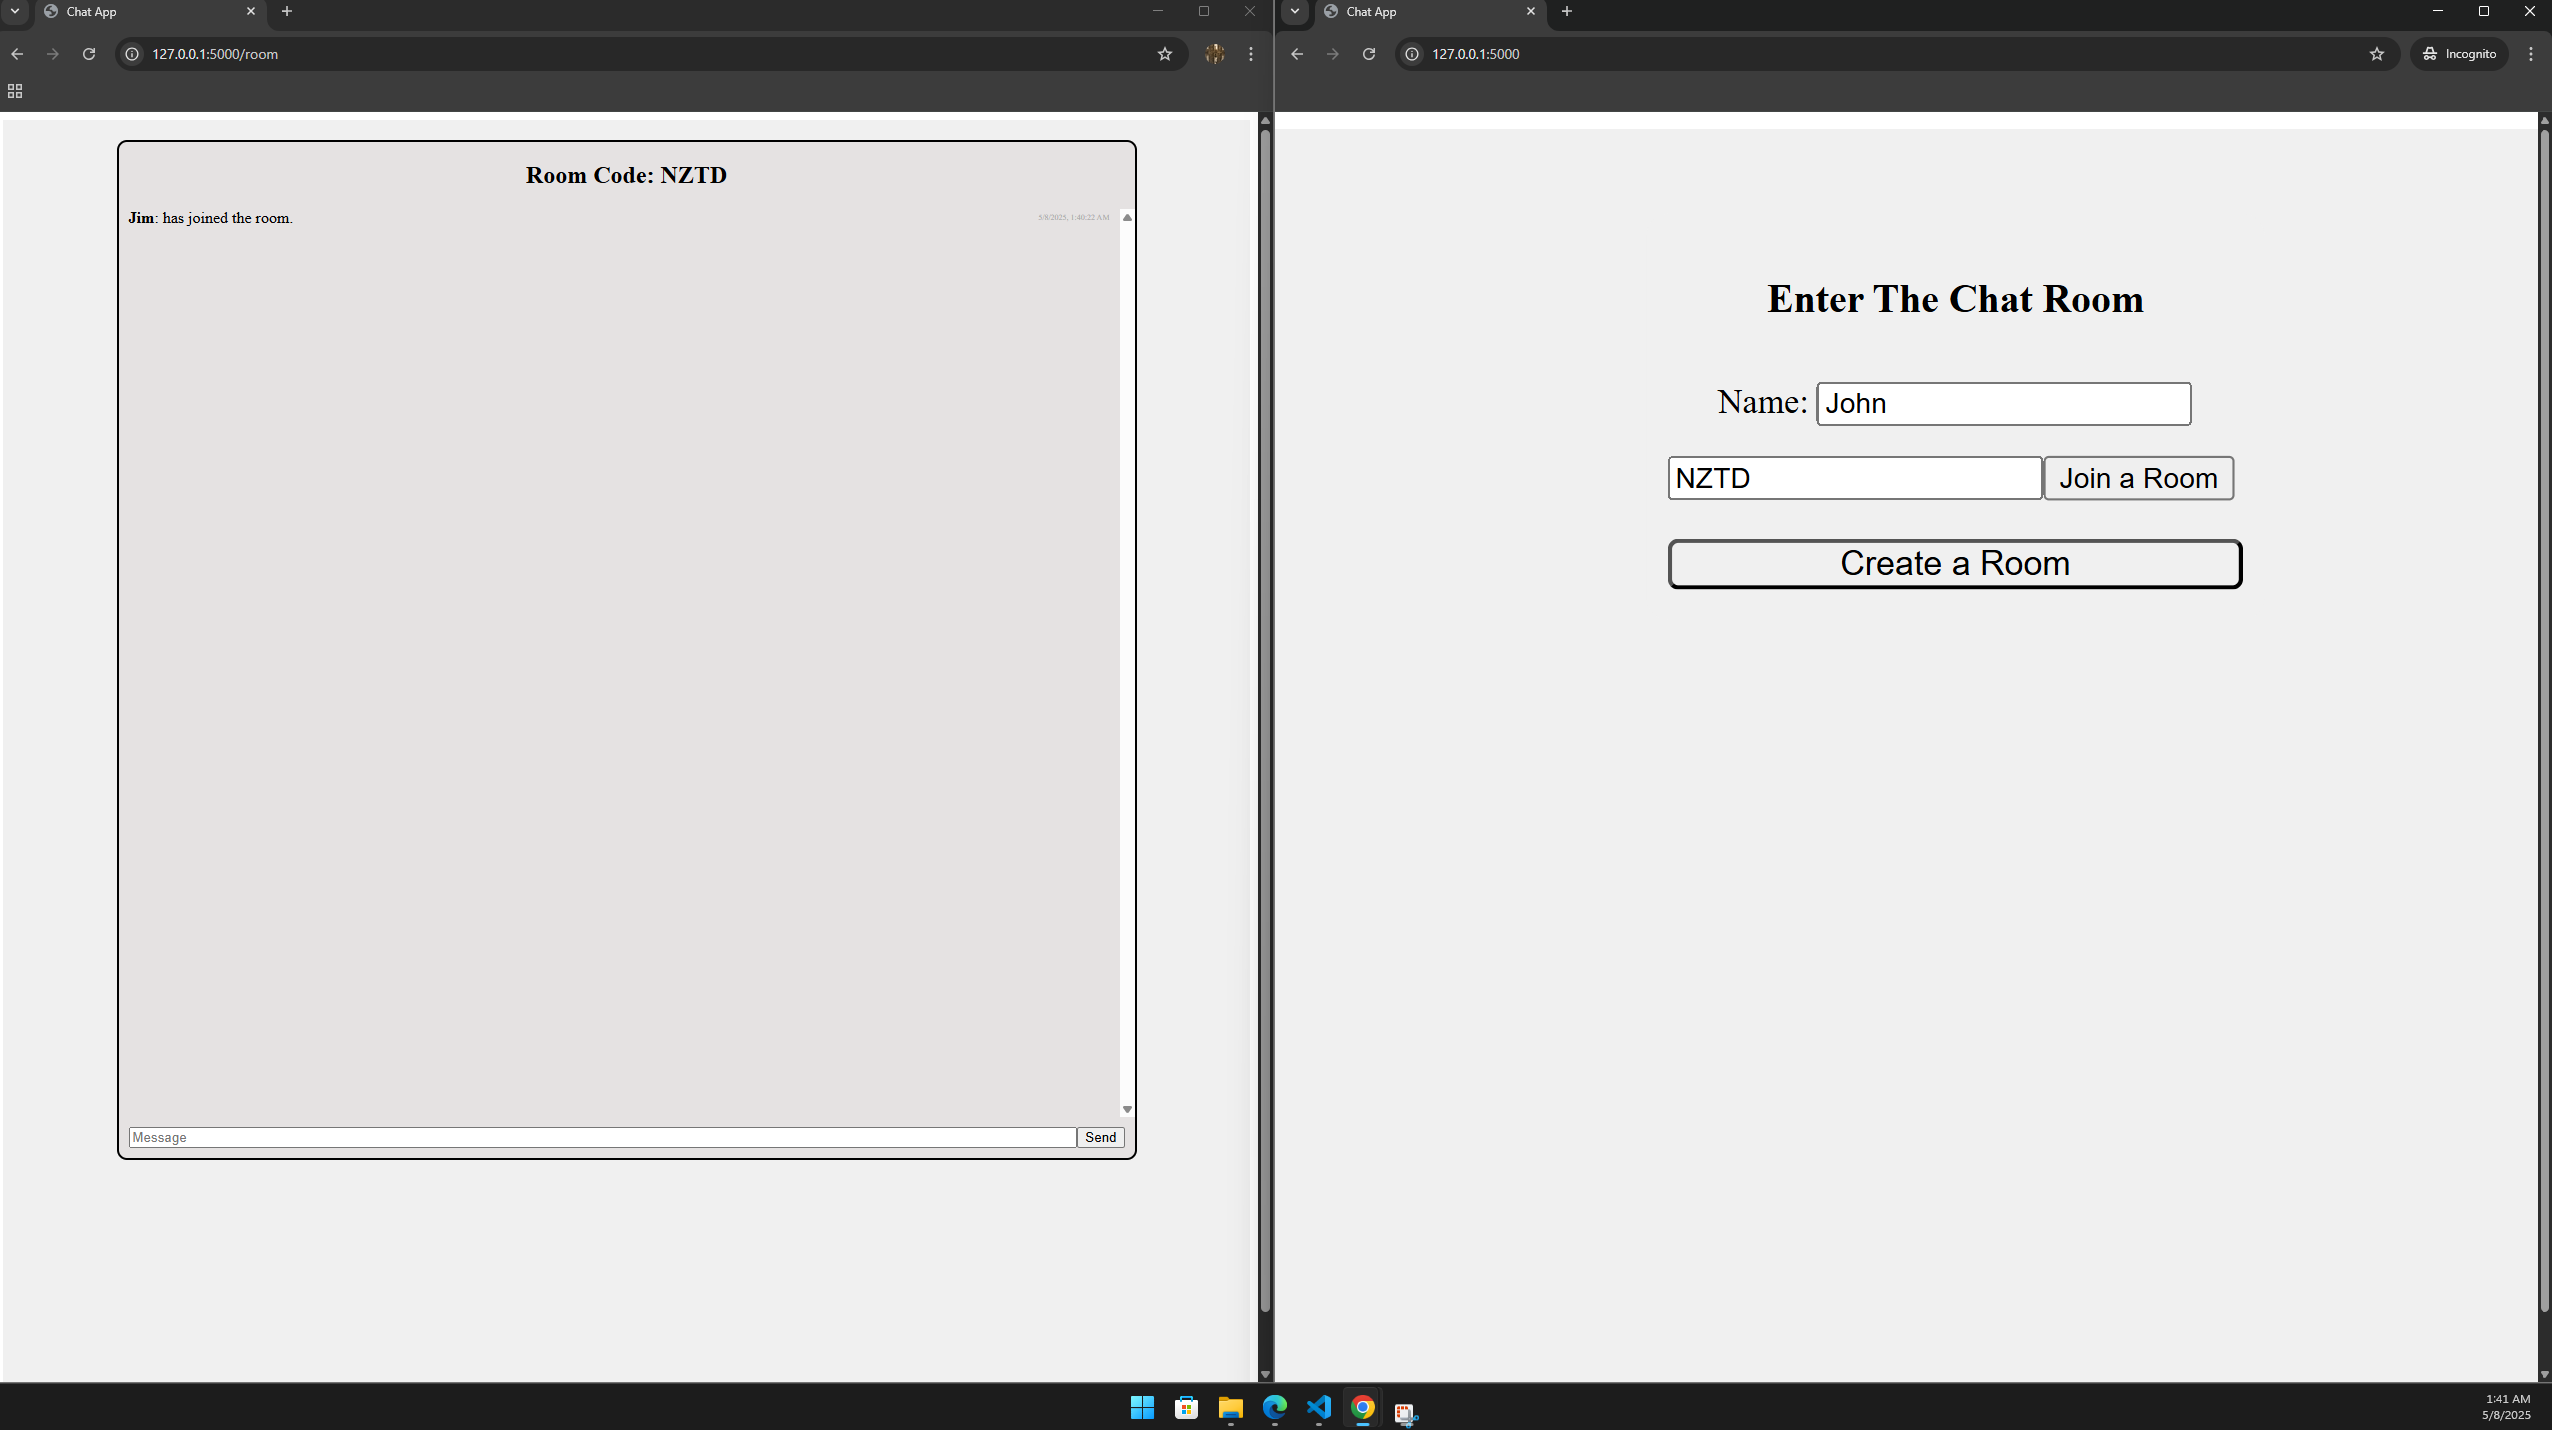 Chat App
127.0.0.1:5000/room
Room Code: NZTD
Jim: has joined the room.
5/8/2025, 1:40:22 AM
Message
Send
Chat App
127.0.0.1:5000
Incognito
Enter The Chat Room
Name: John
NZTD
Join a Room
Create a Room
1:41 AM
5/8/2025